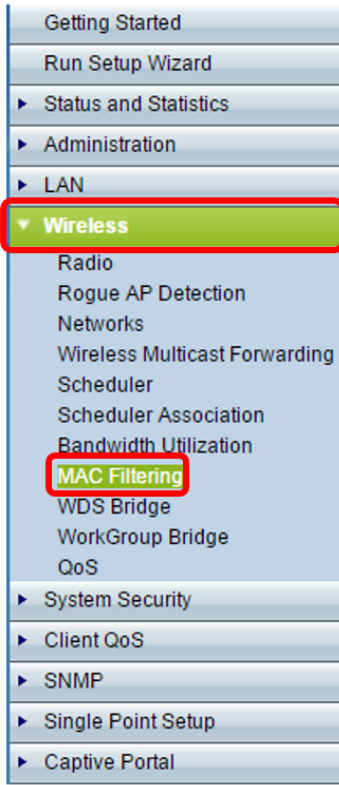 Getting Started
Run Setup Wizard
Status and Statistics
Administration
LAN
Wireless
Radio
Rogue AP Detection
Networks
Wireless Multicast Forwarding
Scheduler
Scheduler Association
Bandwidth Utilization
MAC Filtering
WDS Bridge
WorkGroup Bridge
QoS
System Security
Client QoS
SNMP
Single Point Setup
Captive Portal